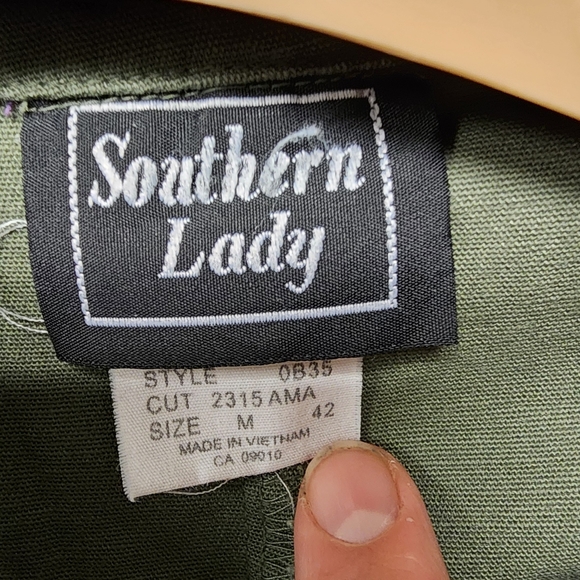 Southern
Lady
STYLE 0B35
CUT 2315 AMA
SIZE M 42
MADE IN VIETNAM
CA 09010